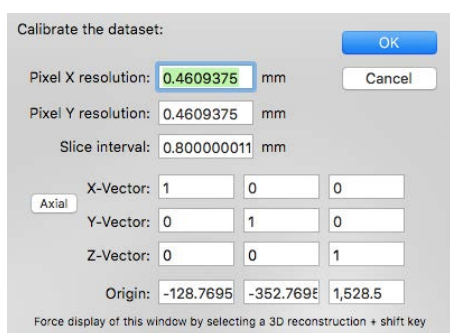 Calibrate the dataset:
OK
Pixel X resolution: 0.4609375 mm
Cancel
Pixel Y resolution: 0.4609375 mm
Slice interval: 0.800000011 mm
X-Vector: 1 0 0
Axial
Y-Vector: 0 1 0
Z-Vector: 0 0 1
Origin: -128.7695 -352.7695 1,528.5
Force display of this window by selecting a 3D reconstruction + shift key